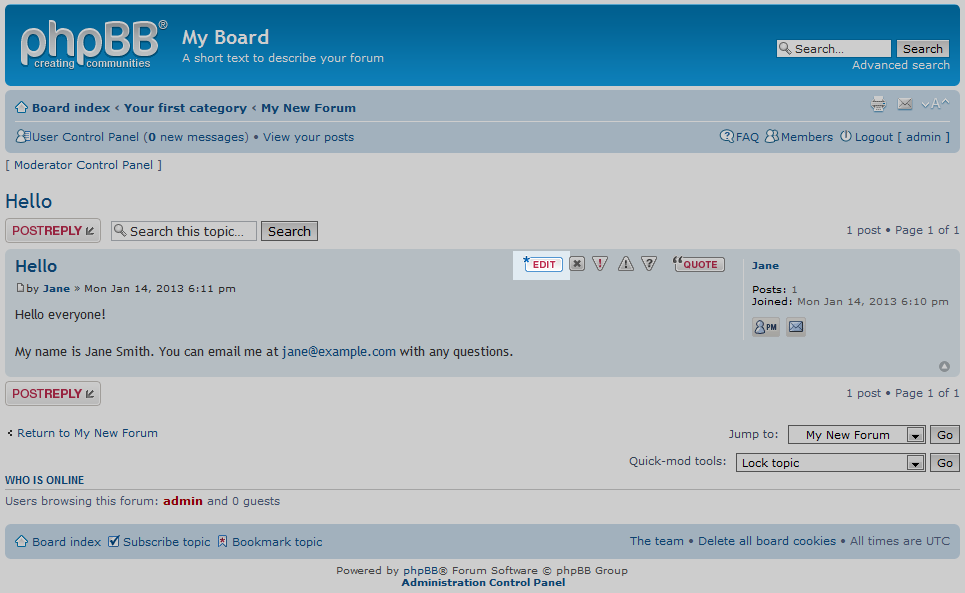 phpBB®
creating communities
My Board
A short text to describe your forum
Search... Search
Advanced search
Board index ‹ Your first category ‹ My New Forum A
User Control Panel (0 new messages) • View your posts FAQ Members Logout [ admin ]
[ Moderator Control Panel ]
Hello
POSTREPLY Search this topic... Search 1 post • Page 1 of 1
Hello * EDIT x ! ! ? “ QUOTE Jane
by Jane » Mon Jan 14, 2013 6:11 pm
Posts: 1
Hello everyone!
Joined: Mon Jan 14, 2013 6:10 pm
PM
My name is Jane Smith. You can email me at jane@example.com with any questions.
POSTREPLY 1 post • Page 1 of 1
Return to My New Forum Jump to: My New Forum Go
Quick-mod tools: Lock topic Go
WHO IS ONLINE
Users browsing this forum: admin and 0 guests
Board index Subscribe topic Bookmark topic The team • Delete all board cookies • All times are UTC
Powered by phpBB® Forum Software © phpBB Group
Administration Control Panel